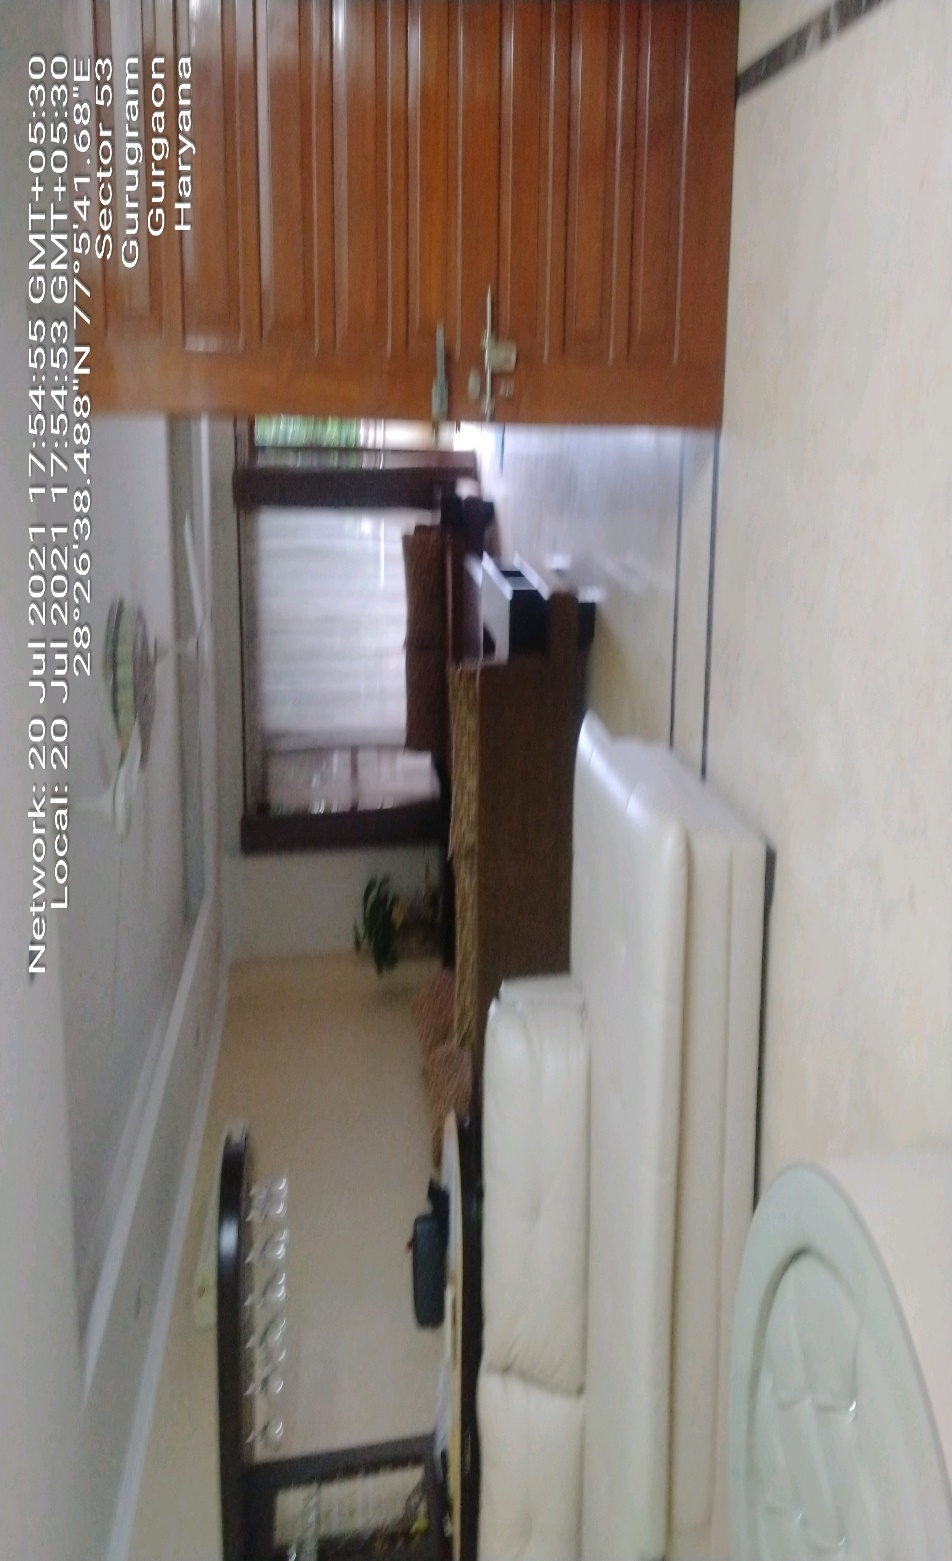 Network: 20 Jul 2021 17:54:55 GMT+05:30
Local: 20 Jul 2021 17:54:53 GMT+05:30
28°26'38.488"N 77°5'41.68"E
Sector 53
Gurugram
Gurgaon
Haryana